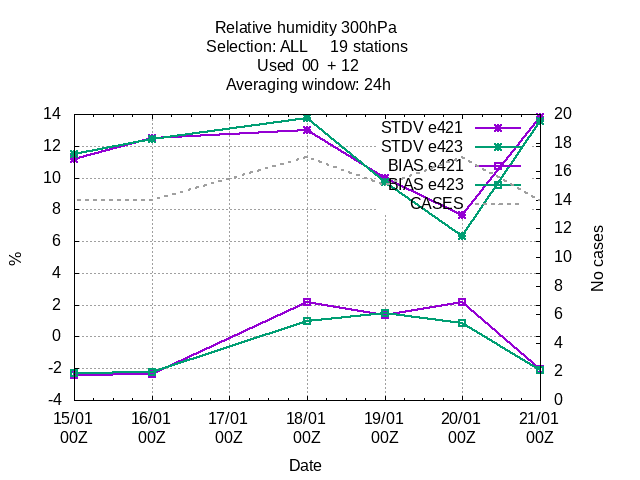 Relative humidity 300hPa
Selection: ALL     19 stations
Used  00  + 12
Averaging window: 24h
14
12
10
8
6
4
2
0
-2
-4
20
18
16
14
12
10
8
6
4
2
0
STDV e421
STDV e423
BIAS e421
BIAS e423
CASES
%
No cases
15/01 16/01 17/01 18/01 19/01 20/01 21/01
00Z 00Z 00Z 00Z 00Z 00Z 00Z
Date